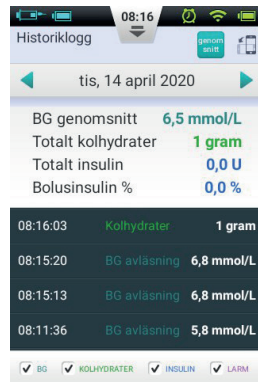 08:16
Historiklogg
genom
snitt
tis, 14 april 2020
BG genomsnitt 6,5 mmol/L
Totalt kolhydrater 1 gram
Totalt insulin 0,0 U
Bolusinsulin % 0,0 %
08:16:03 Kolhydrater 1 gram
08:15:20 BG avläsning 6,8 mmol/L
08:15:13 BG avläsning 6,8 mmol/L
08:11:36 BG avläsning 5,8 mmol/L
BG KOLHYDRATER INSULIN LARM